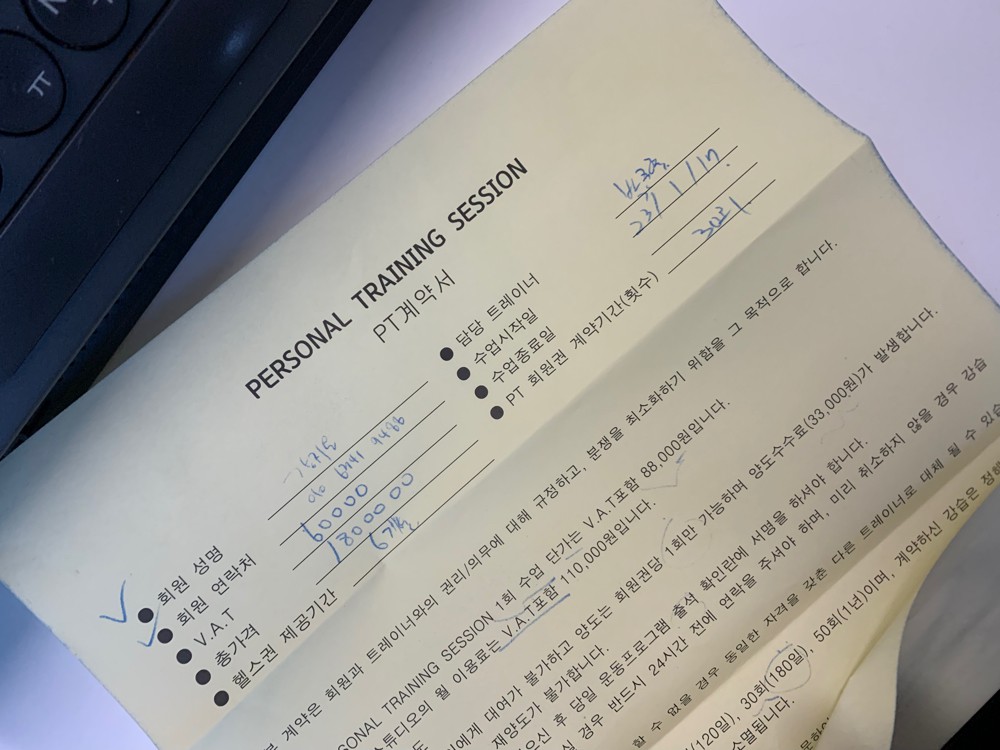 PERSONAL TRAINING SESSION
PT계약서
회원 성명
회원 연락처
V.A.T 60000
총가격 1800000
헬스권 제공기간 6개월
담당 트레이너
수업시작일 23/1/17.
수업종료일
PT 회원권 계약기간(횟수) 30회.
계약은 회원과 트레이너와의 권리/의무에 대해 규정하고, 분쟁을 최소화하기 위함을 그 목적으로 합니다.
TRAINING SESSION 1회 수업 단가는 V.A.T포함 88,000원입니다.
월 이용료는 V.A.T포함 110,000원입니다.
대여가 불가하고 양도는 회원권당 1회만 가능하며 양도수수료(33,000원)가 발생합니다.
재양도가 불가합니다.
후 당일 운동프로그램 출석 확인란에 서명을 하셔야 합니다.
경우 반드시 24시간 전에 연락을 주셔야 하며, 미리 취소하지 않을 경우 강습
할 수 없을 경우 동일한 자격을 갖춘 다른 트레이너로 대체 될 수 있습
(120일), 30회(180일), 50회(1년)이며, 계약하신 강습은 정해
소멸됩니다.